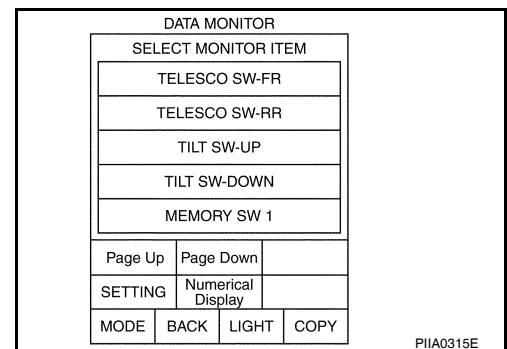 DATA MONITOR
SELECT MONITOR ITEM
TELESCO SW-FR
TELESCO SW-RR
TILT SW-UP
TILT SW-DOWN
MEMORY SW 1
Page Up Page Down
SETTING Numerical Display
MODE BACK LIGHT COPY
PIIA0315E